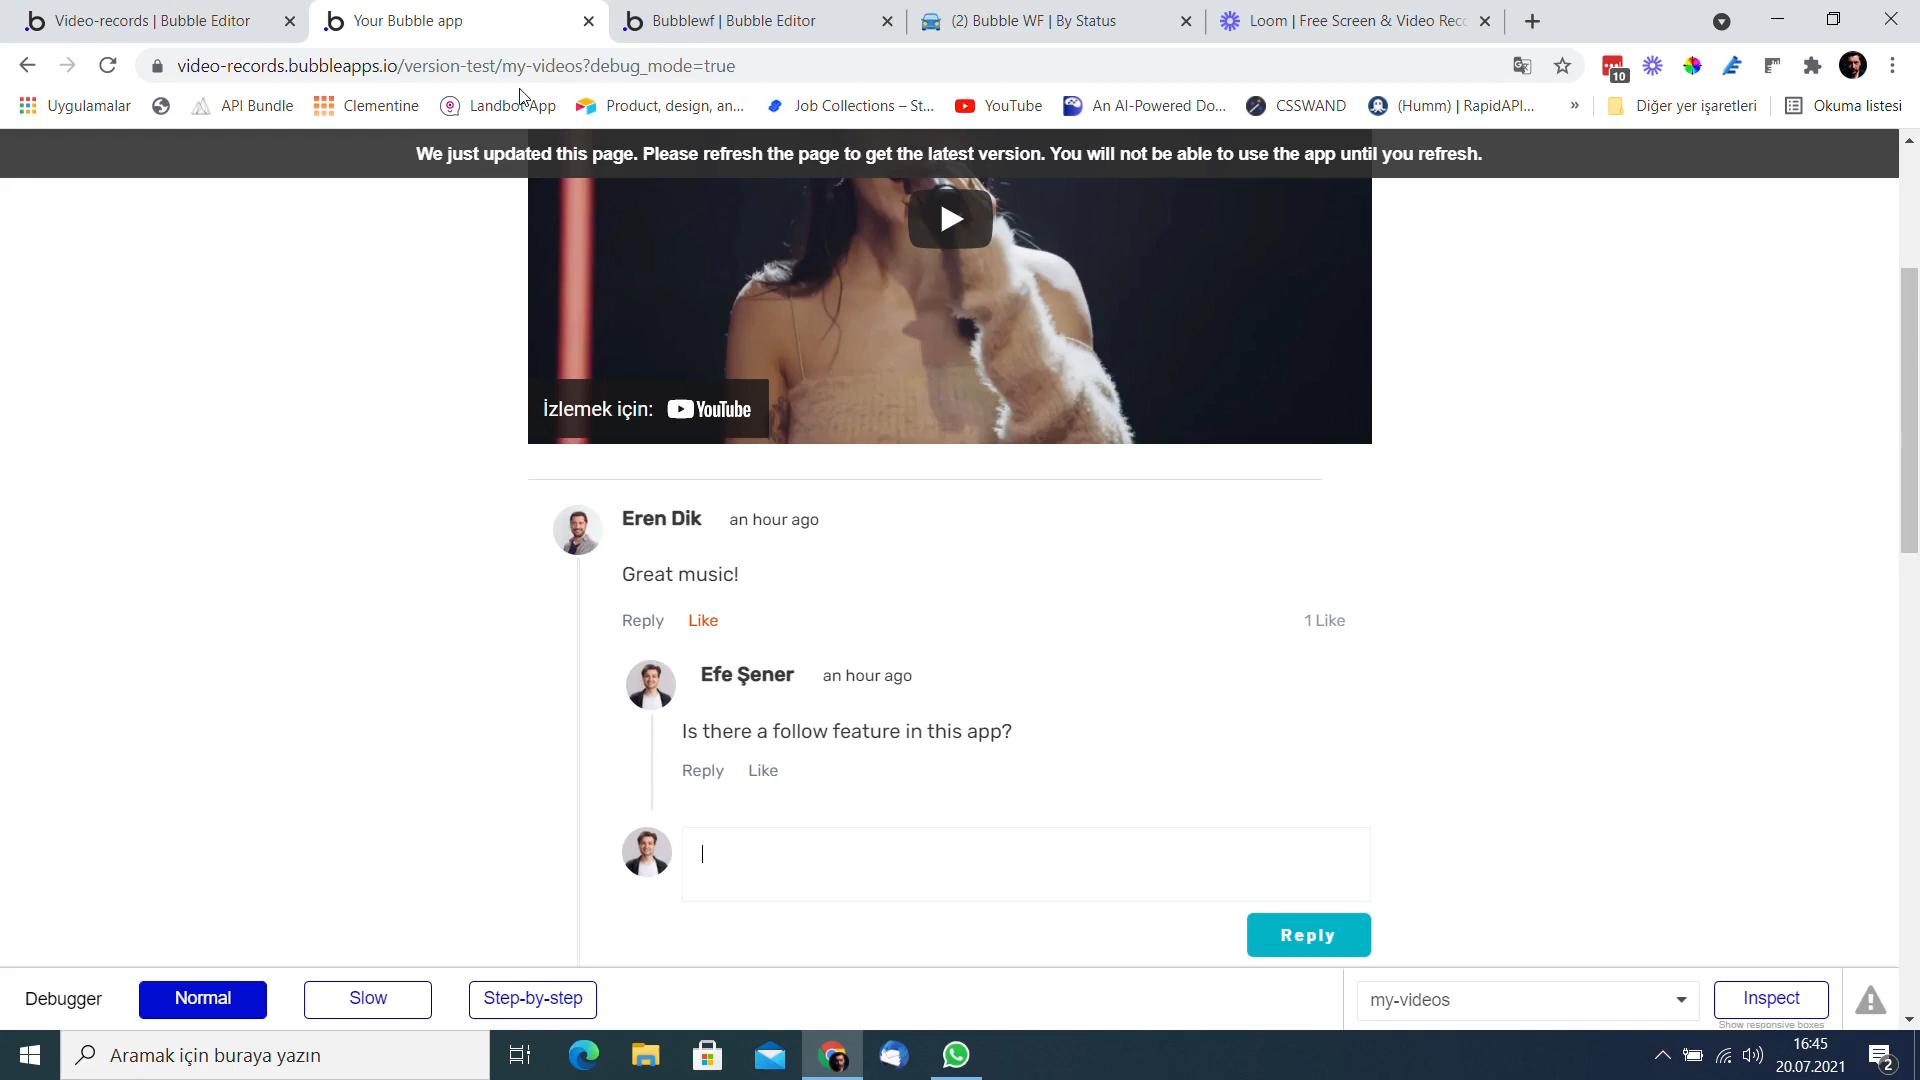 Video-records | Bubble Editor
Your Bubble app
Bubblewf | Bubble Editor
(2) Bubble WF | By Status
Loom | Free Screen & Video Rec
video-records.bubbleapps.io/version-test/my-videos?debug_mode=true
10
Uygulamalar
API Bundle
Clementine
Landbot App
Product, design, an...
Job Collections – St...
YouTube
An AI-Powered Do...
CSSWAND
(Humm) | RapidAPI...
»
Diğer yer işaretleri
Okuma listesi
We just updated this page. Please refresh the page to get the latest version. You will not be able to use the app until you refresh.
İzlemek için: YouTube
Eren Dik an hour ago
Great music!
Reply Like 1 Like
Efe Şener an hour ago
Is there a follow feature in this app?
Reply Like
Reply
Debugger Normal Slow Step-by-step my-videos Inspect
Show responsive boxes
Aramak için buraya yazın
16:45
20.07.2021
2